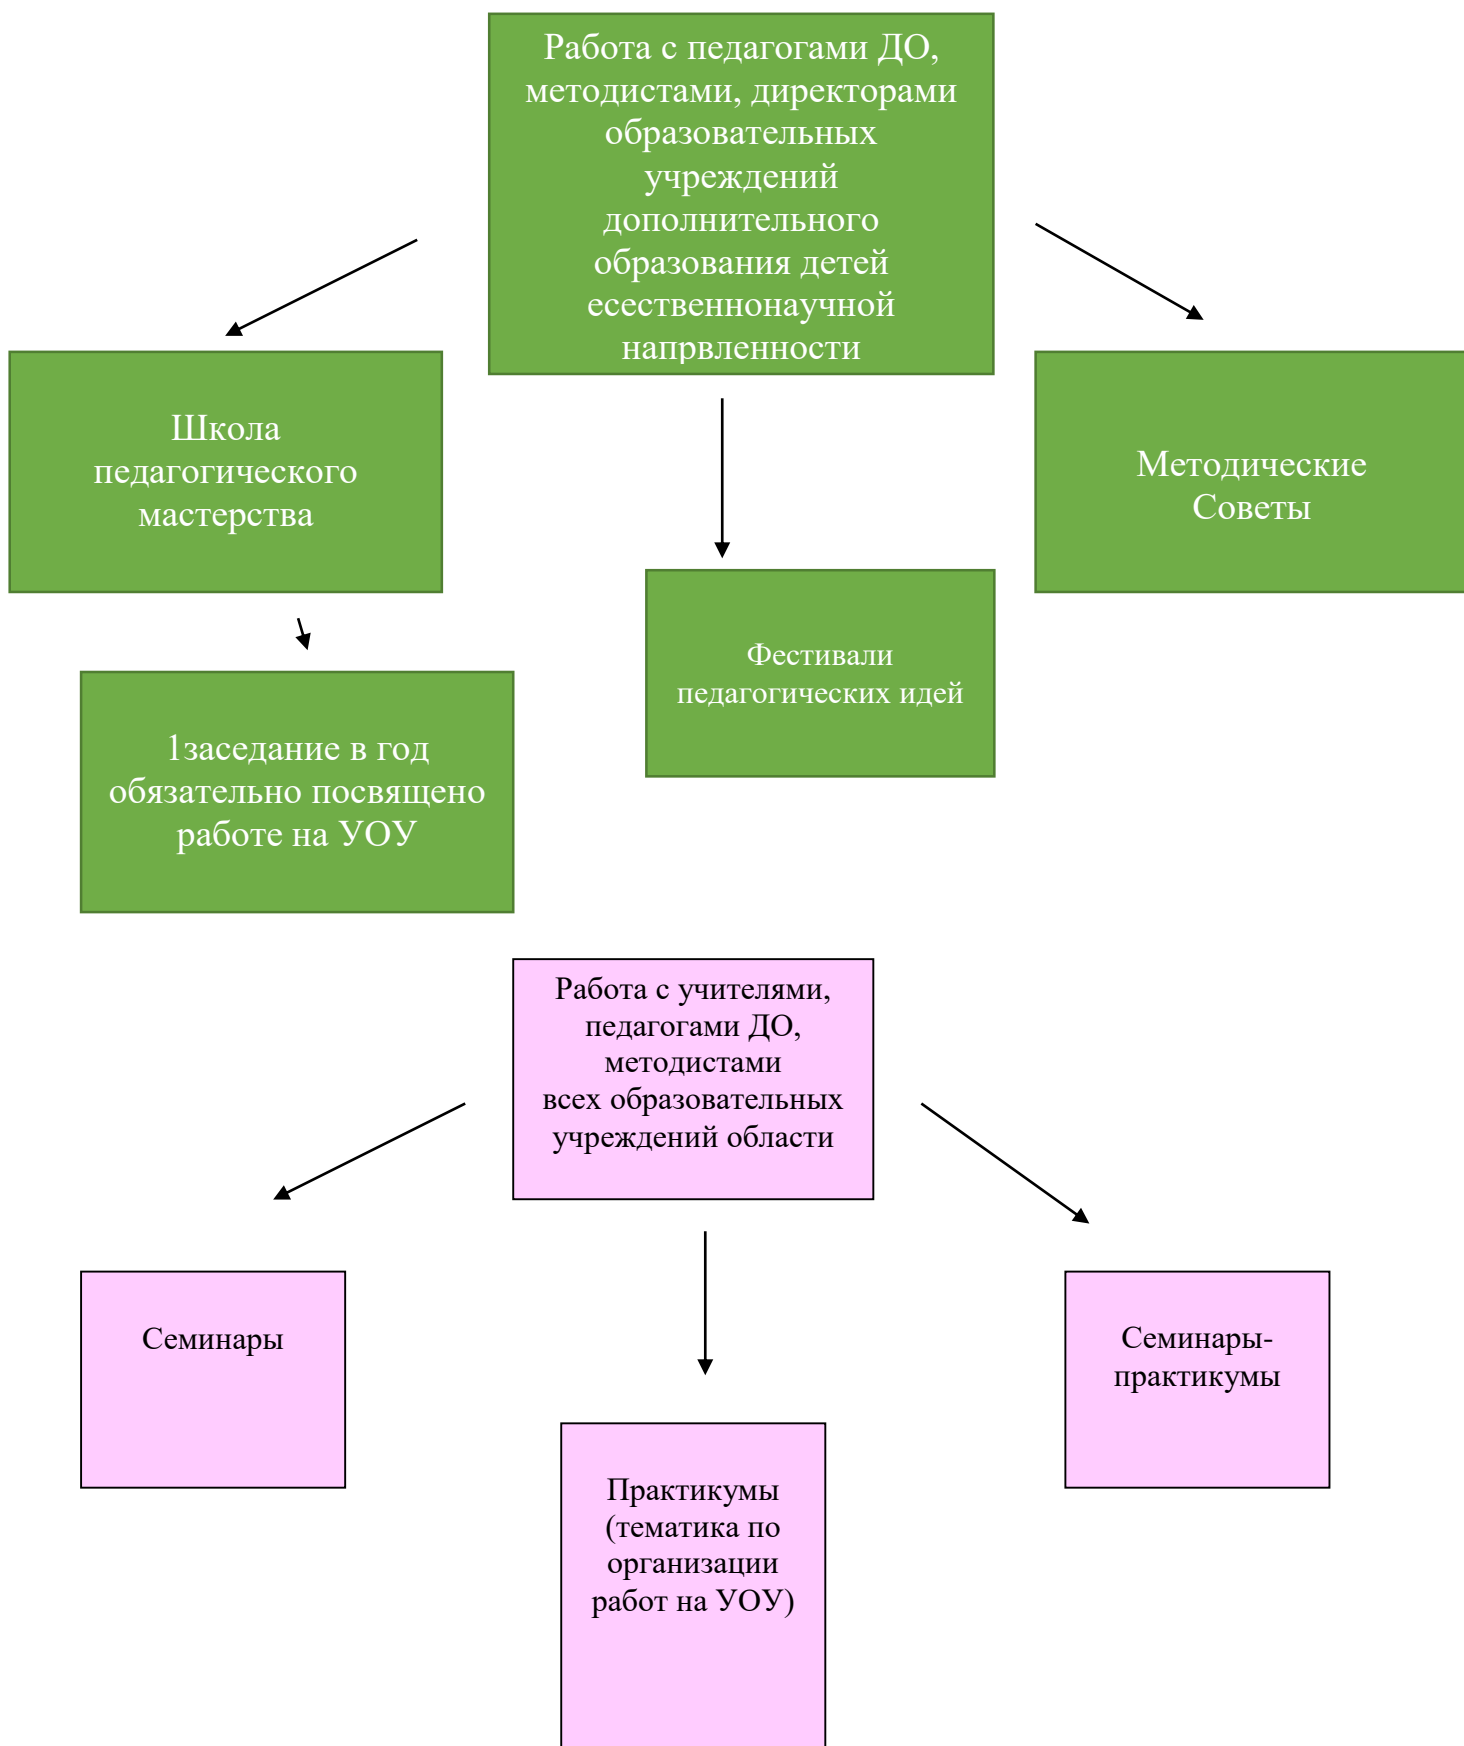 Работа с педагогами ДО,
методистами, директорами
образовательных
учреждений
дополнительного
образования детей
есественнонаучной
напрвленности
Школа
педагогического
мастерства
Методические
Советы
Фестивали
педагогических идей
1заседание в год
обязательно посвящено
работе на УОУ
Работа с учителями,
педагогами ДО,
методистами
всех образовательных
учреждений области
Семинары
Семинары-
практикумы
Практикумы
(тематика по
организации
работ на УОУ)